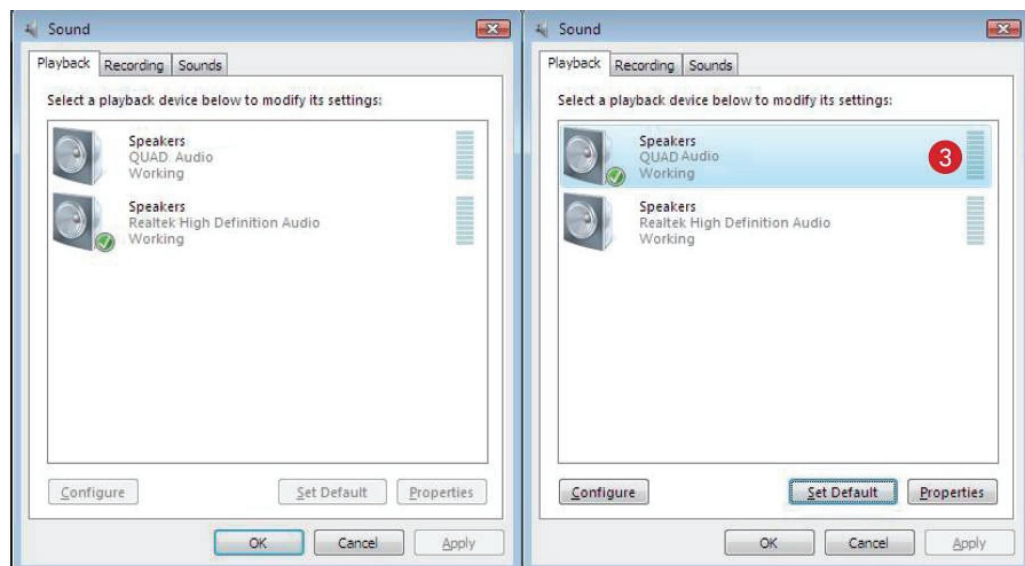 Sound
Playback Recording Sounds
Select a playback device below to modify its settings:
Speakers
QUAD. Audio
Working
Speakers
Realtek High Definition Audio
Working
Configure Set Default Properties
OK Cancel Apply
Sound
Playback Recording Sounds
Select a playback device below to modify its settings:
Speakers
QUAD Audio
Working
3
Speakers
Realtek High Definition Audio
Working
Configure Set Default Properties
OK Cancel Apply